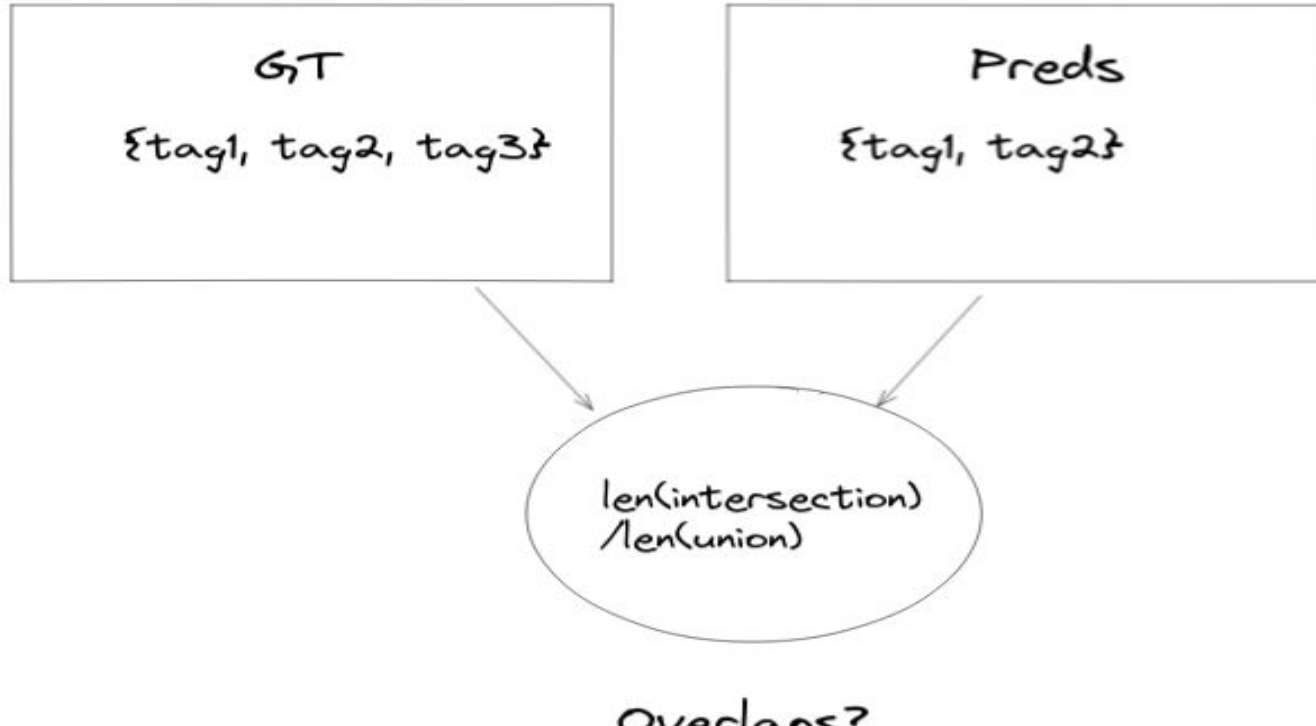 GT
{tag1, tag2, tag3}
Preds
{tag1, tag2}
len(intersection)
/len(union)
Overlaps?